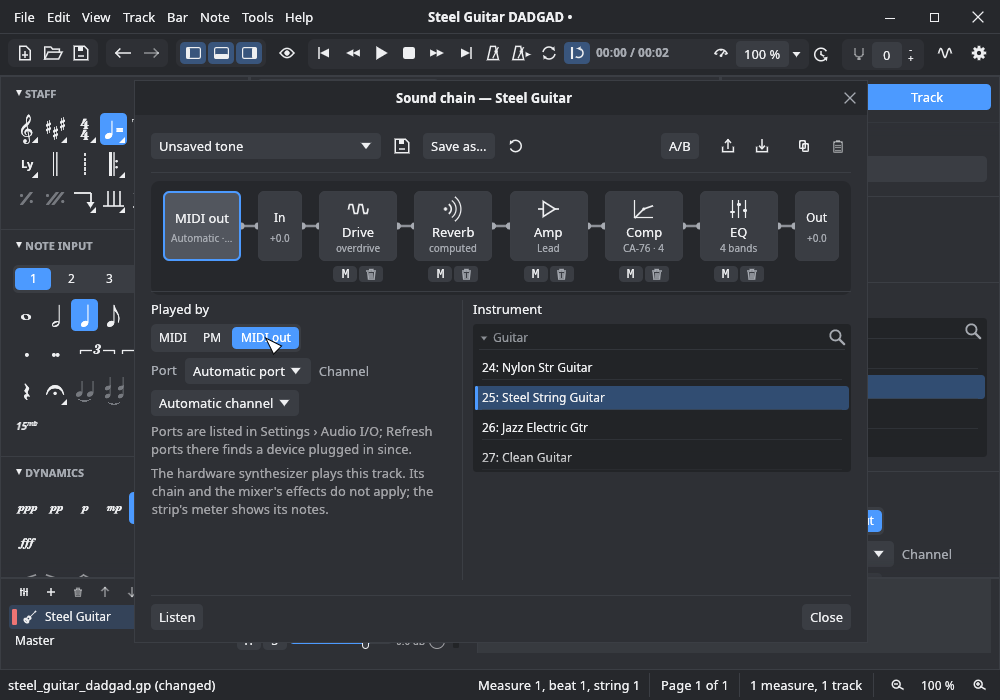 File Edit View Track Bar Note Tools Help
Steel Guitar DADGAD •
00:00 / 00:02
100 %
0
STAFF
Sound chain — Steel Guitar
Track
Unsaved tone
Save as...
A/B
Ly
MIDI out
Automatic ·...
In
+0.0
Drive
overdrive
Reverb
computed
Amp
Lead
Comp
CA-76 · 4
EQ
4 bands
Out
+0.0
M M M M M
NOTE INPUT
1 2 3
Played by
Instrument
MIDI PM MIDI out
Guitar
Port Automatic port Channel
24: Nylon Str Guitar
Automatic channel
25: Steel String Guitar
26: Jazz Electric Gtr
27: Clean Guitar
Ports are listed in Settings › Audio I/O; Refresh
ports there finds a device plugged in since.
The hardware synthesizer plays this track. Its
chain and the mixer's effects do not apply; the
strip's meter shows its notes.
3
15mb
DYNAMICS
ppp pp p mp
fff
Channel
Listen
Close
Steel Guitar
Master
steel_guitar_dadgad.gp (changed)
Measure 1, beat 1, string 1
Page 1 of 1
1 measure, 1 track
100 %